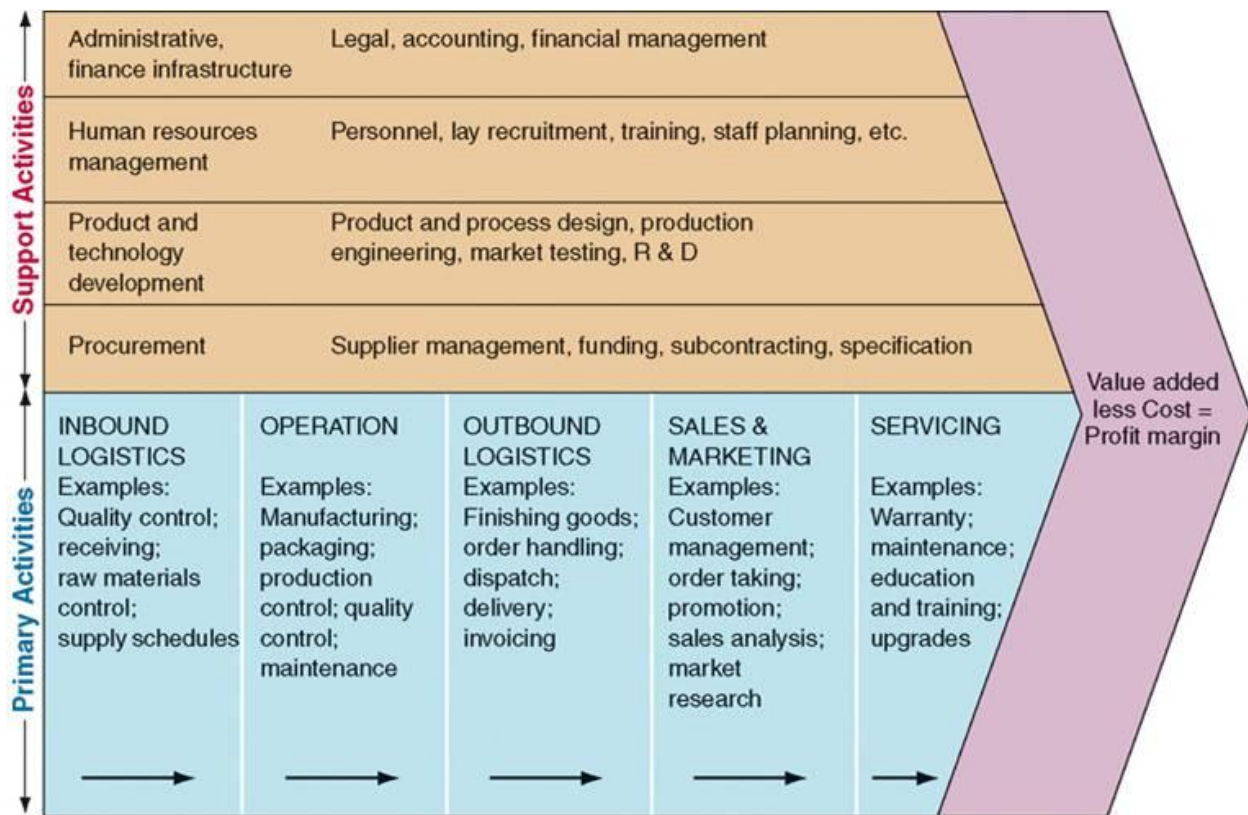 Support Activities
Administrative,
finance infrastructure
Legal, accounting, financial management
Human resources
management
Personnel, lay recruitment, training, staff planning, etc.
Product and
technology
development
Product and process design, production
engineering, market testing, R & D
Procurement
Supplier management, funding, subcontracting, specification
Primary Activities
INBOUND
LOGISTICS
Examples:
Quality control;
receiving;
raw materials
control;
supply schedules
OPERATION
Examples:
Manufacturing;
packaging;
production
control; quality
control;
maintenance
OUTBOUND
LOGISTICS
Examples:
Finishing goods;
order handling;
dispatch;
delivery;
invoicing
SALES &
MARKETING
Examples:
Customer
management;
order taking;
promotion;
sales analysis;
market
research
SERVICING
Examples:
Warranty;
maintenance;
education
and training;
upgrades
Value added
less Cost =
Profit margin